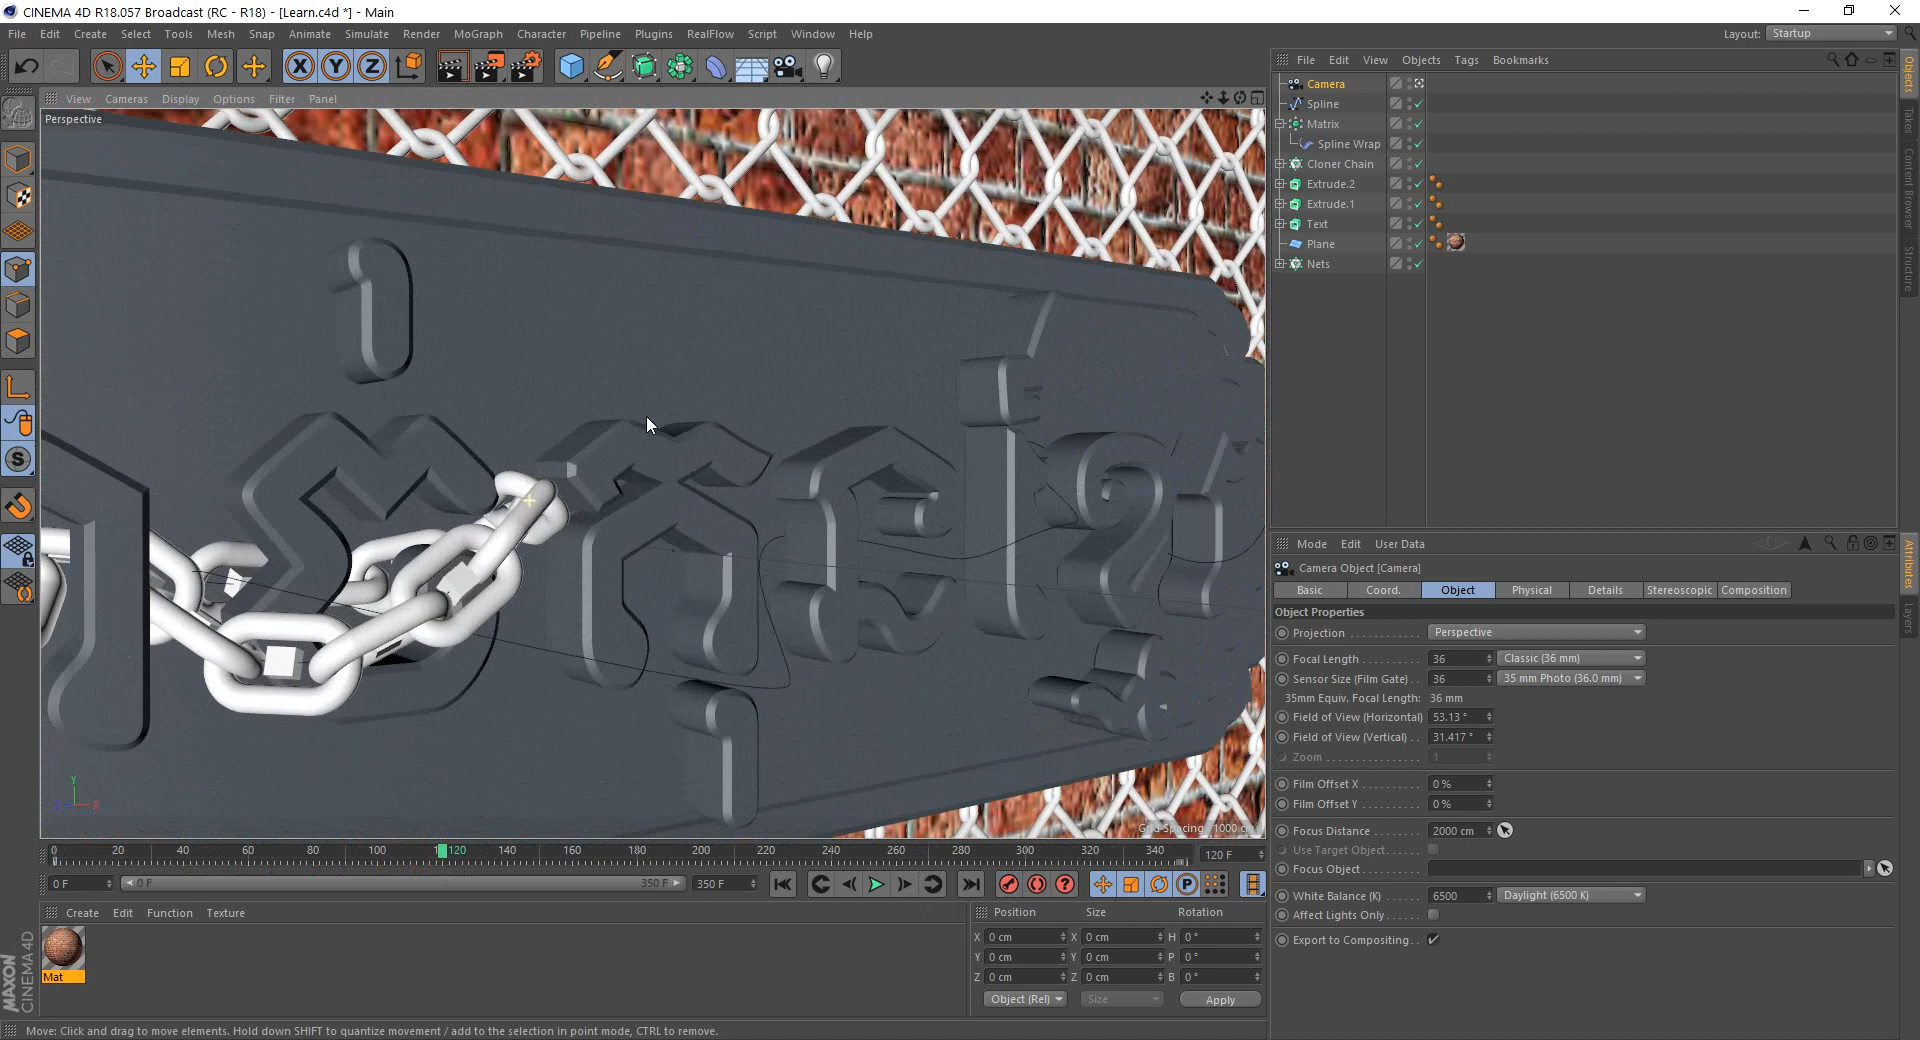 CINEMA 4D R18.057 Broadcast (RC - R18) - [Learn.c4d *] - Main
File Edit Create Select Tools Mesh Snap Animate Simulate Render MoGraph Character Pipeline Plugins RealFlow Script Window Help
Layout: Startup
X Y Z
View Cameras Display Options Filter Panel
Perspective
File Edit View Objects Tags Bookmarks
Camera
Spline
Matrix
Spline Wrap
Cloner Chain
Extrude.2
Extrude.1
Text
Plane
Nets
Objects
Takes
Content Browser
Structure
Mode Edit User Data
Camera Object [Camera]
Basic Coord. Object Physical Details Stereoscopic Composition
Object Properties
Projection . . . . . . . . . . . . Perspective
Focal Length . . . . . . . . . . 36 Classic (36 mm)
Sensor Size (Film Gate) . . 36 35 mm Photo (36.0 mm)
35mm Equiv. Focal Length: 36 mm
Field of View (Horizontal) 53.13 °
Field of View (Vertical) . . 31.417 °
Zoom . . . . . . . . . . . . . . . . 1
Film Offset X . . . . . . . . . . 0 %
Film Offset Y . . . . . . . . . . 0 %
Focus Distance . . . . . . . . 2000 cm
Use Target Object . . . . . .
Focus Object . . . . . . . . . .
White Balance (K) . . . . . . 6500 Daylight (6500 K)
Affect Lights Only . . . . . .
Export to Compositing . .
Attributes
Layers
Y
X
0 20 40 60 80 100 120 140 160 180 200 220 240 260 280 300 320 340
120 F
0 F 0 F 350 F 350 F
Create Edit Function Texture
Mat
MAXON
CINEMA 4D
Position Size Rotation
X 0 cm X 0 cm H 0 °
Y 0 cm Y 0 cm P 0 °
Z 0 cm Z 0 cm B 0 °
Object (Rel) Size Apply
Move: Click and drag to move elements. Hold down SHIFT to quantize movement / add to the selection in point mode, CTRL to remove.